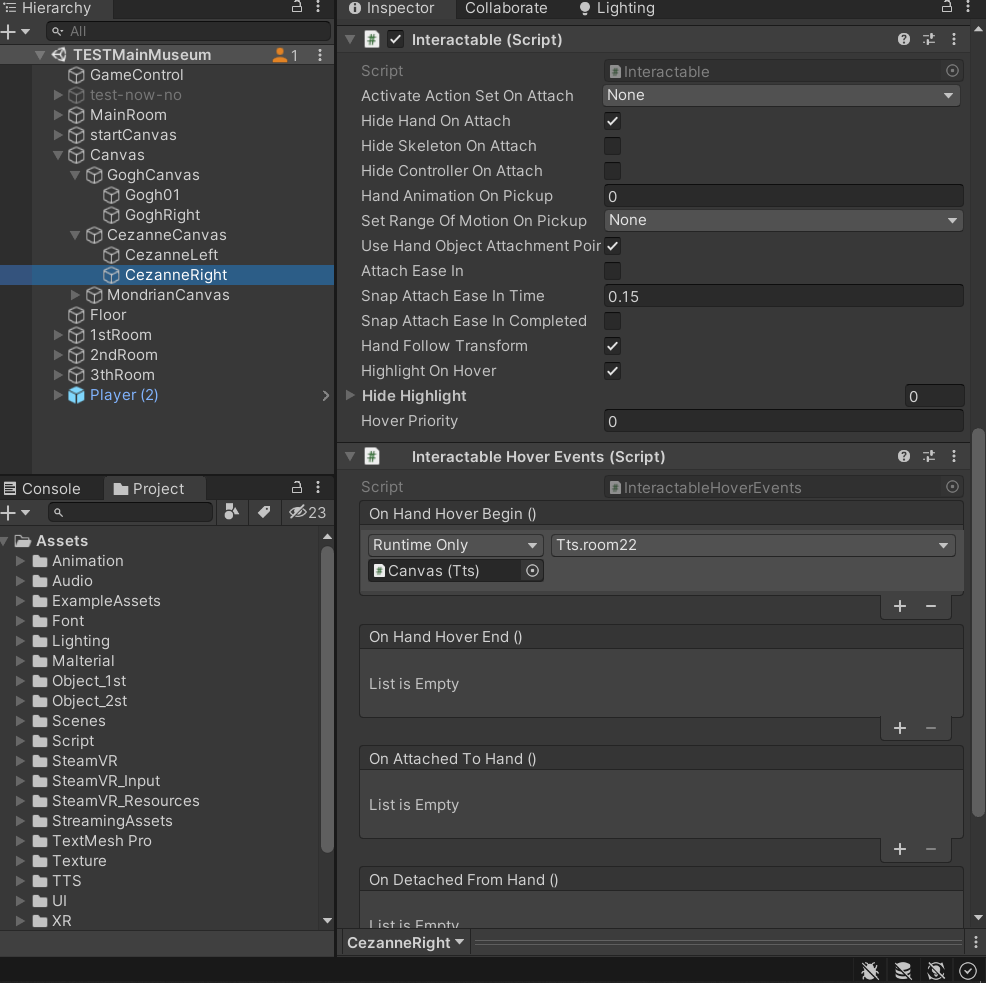 Hierarchy
All
TESTMainMuseum
1
GameControl
test-now-no
MainRoom
startCanvas
Canvas
GoghCanvas
Gogh01
GoghRight
CezanneCanvas
CezanneLeft
CezanneRight
MondrianCanvas
Floor
1stRoom
2ndRoom
3thRoom
Player (2)
Console Project
23
Assets
Animation
Audio
ExampleAssets
Font
Lighting
Malterial
Object_1st
Object_2st
Scenes
Script
SteamVR
SteamVR_Input
SteamVR_Resources
StreamingAssets
TextMesh Pro
Texture
TTS
UI
XR
Inspector Collaborate Lighting
# Interactable (Script)
Script # Interactable
Activate Action Set On Attach None
Hide Hand On Attach
Hide Skeleton On Attach
Hide Controller On Attach
Hand Animation On Pickup 0
Set Range Of Motion On Pickup None
Use Hand Object Attachment Poir
Attach Ease In
Snap Attach Ease In Time 0.15
Snap Attach Ease In Completed
Hand Follow Transform
Highlight On Hover
Hide Highlight 0
Hover Priority 0
# Interactable Hover Events (Script)
Script # InteractableHoverEvents
On Hand Hover Begin ()
Runtime Only Tts.room22
# Canvas (Tts)
On Hand Hover End ()
List is Empty
On Attached To Hand ()
List is Empty
On Detached From Hand ()
List is Empty
CezanneRight